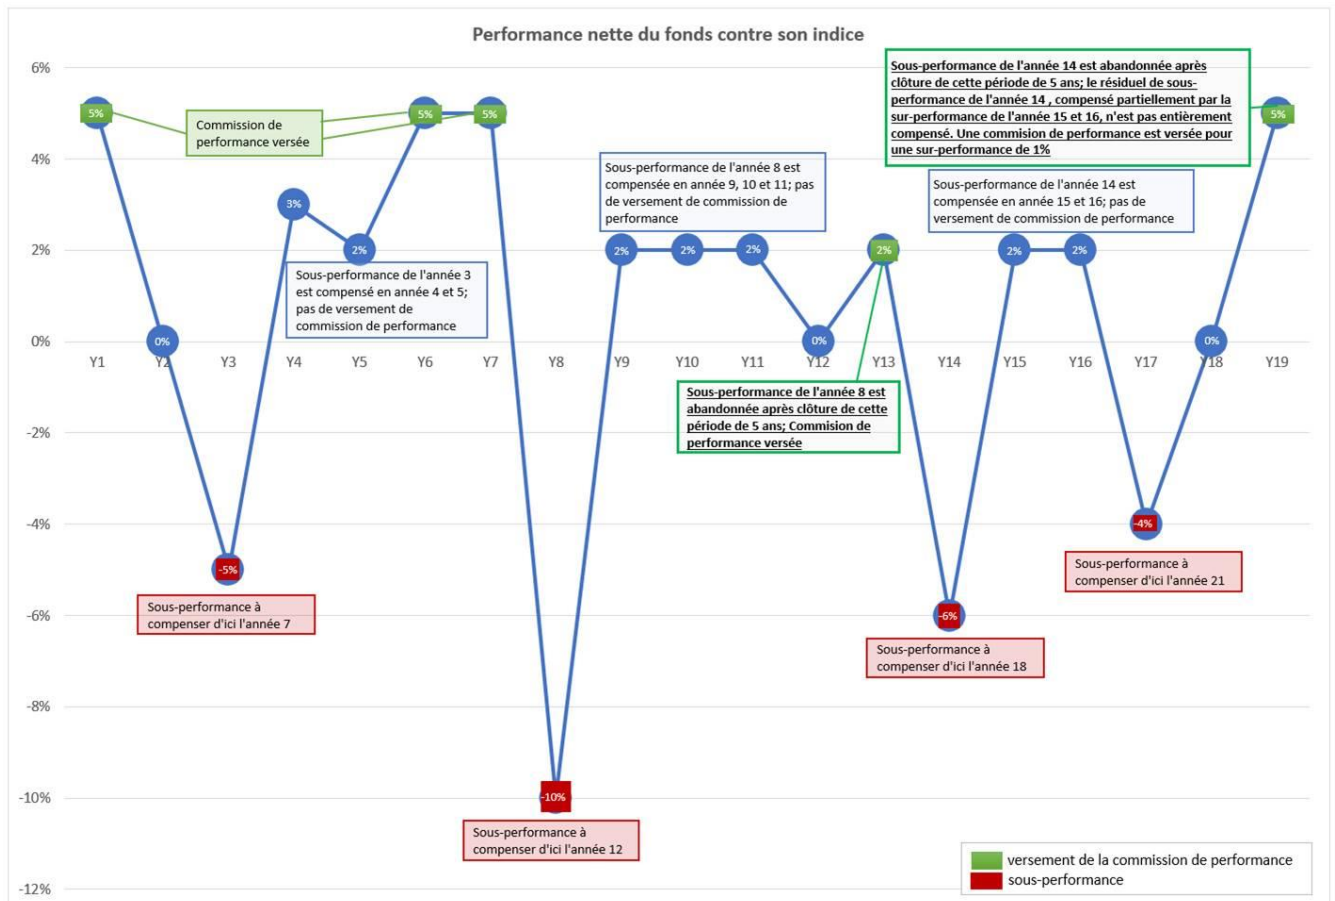 Performance nette du fonds contre son indice
6%
4%
2%
0%
-2%
-4%
-6%
-8%
-10%
-12%
Y1
Y2
Y3
Y4
Y5
Y6
Y7
Y8
Y9
Y10
Y11
Y12
Y13
Y14
Y15
Y16
Y17
Y18
Y19
5%
0%
-5%
3%
2%
5%
5%
-10%
2%
2%
2%
0%
2%
-6%
2%
2%
-4%
0%
5%
Commission de
performance versée
Sous-performance à
compenser d'ici l'année 7
Sous-performance de l'année 3
est compensé en année 4 et 5;
pas de versement de
commission de performance
Sous-performance à
compenser d'ici l'année 12
Sous-performance de l'année 8 est
compensée en année 9, 10 et 11; pas
de versement de commission de
performance
Sous-performance de l'année 8 est
abandonnée après clôture de cette
période de 5 ans; Commision de
performance versée
Sous-performance à
compenser d'ici l'année 18
Sous-performance de l'année 14 est
compensée en année 15 et 16; pas de
versement de commission de performance
Sous-performance de l'année 14 est abandonnée après
clôture de cette période de 5 ans; le résiduel de sous-
performance de l'année 14 , compensé partiellement par la
sur-performance de l'année 15 et 16, n'est pas entièrement
compensé. Une commision de performance est versée pour
une sur-performance de 1%
Sous-performance à
compenser d'ici l'année 21
versement de la commission de performance
sous-performance